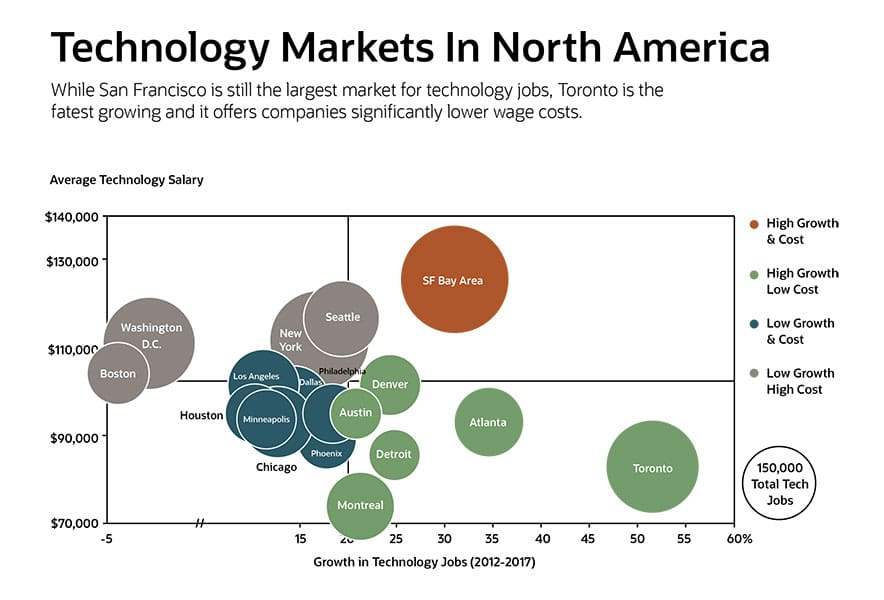 Technology Markets In North America
While San Francisco is still the largest market for technology jobs, Toronto is the
fatest growing and it offers companies significantly lower wage costs.
Average Technology Salary
$140,000
$130,000
$110,000
$90,000
$70,000
SF Bay Area
Seattle
New
York
Washington
D.C.
Boston
Philadelphia
Los Angeles
Dallas
Denver
Houston
Minneapolis
Austin
Atlanta
Phoenix
Detroit
Chicago
Toronto
Montreal
High Growth
& Cost
High Growth
Low Cost
Low Growth
& Cost
Low Growth
High Cost
150,000
Total Tech
Jobs
-5
//
15
25
30
35
40
45
50
55
60%
Growth in Technology Jobs (2012-2017)